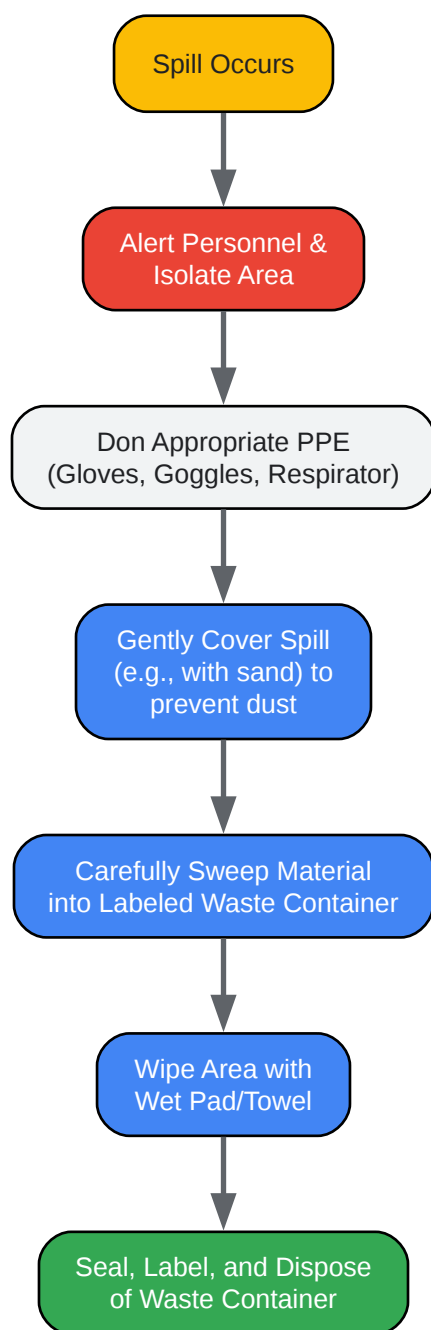 Spill Occurs
Alert Personnel &
Isolate Area
Don Appropriate PPE
(Gloves, Goggles, Respirator)
Gently Cover Spill
(e.g., with sand) to
prevent dust
Carefully Sweep Material
into Labeled Waste Container
Wipe Area with
Wet Pad/Towel
Seal, Label, and Dispose
of Waste Container